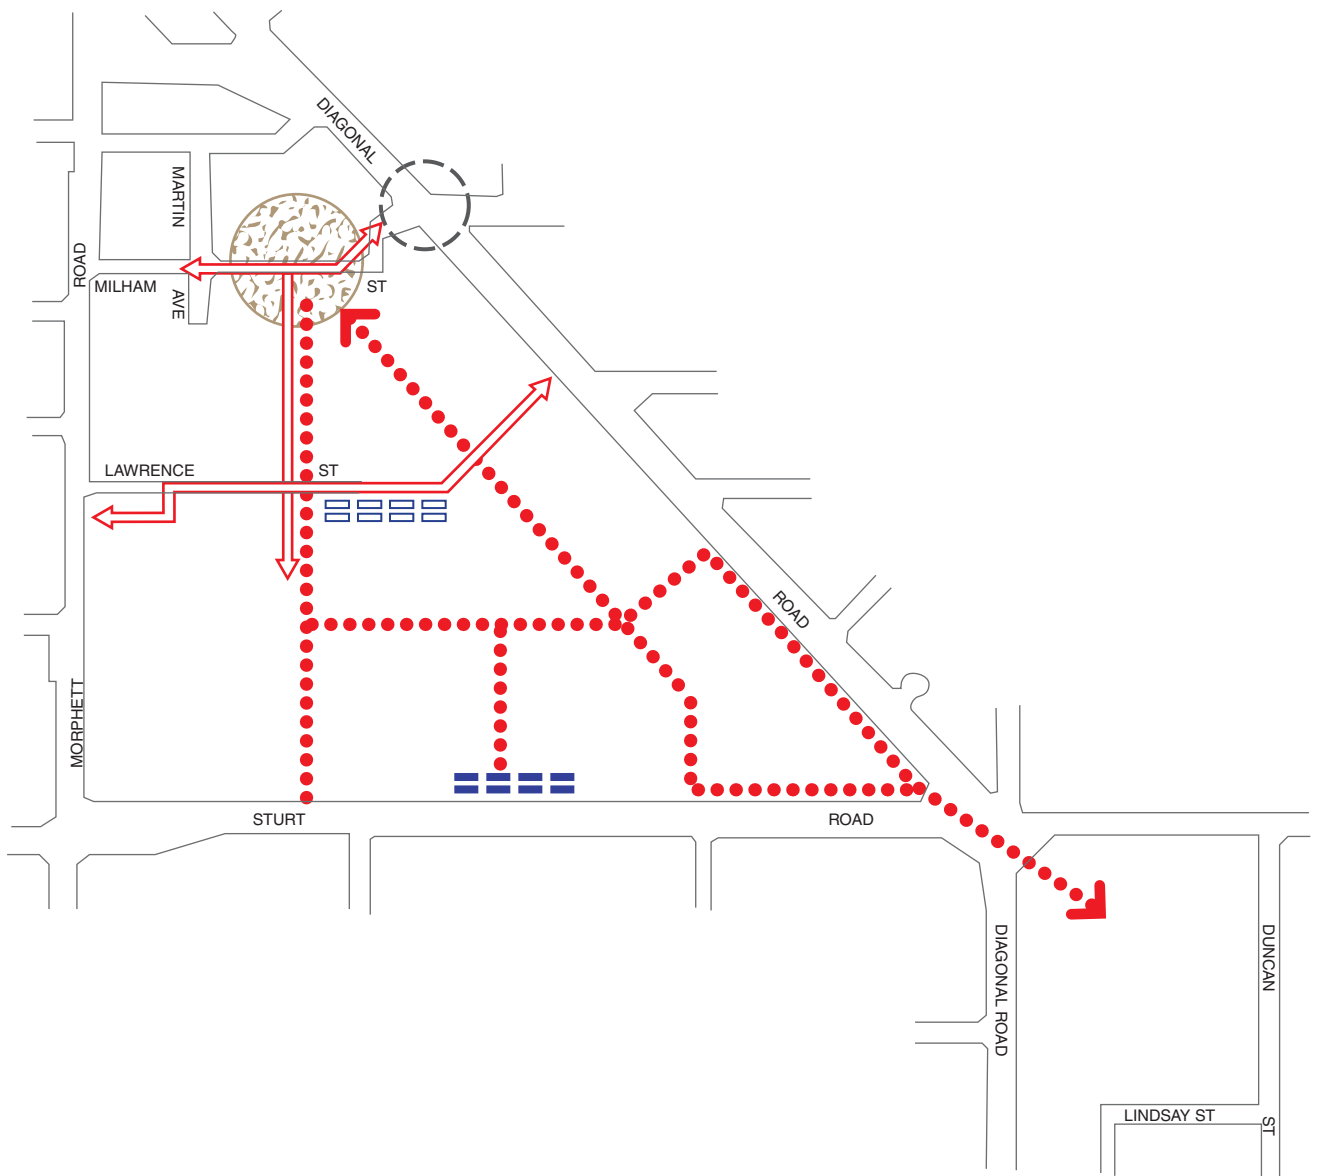 DIAGONAL
MARTIN
ROAD
MILHAM
AVE
ST
LAWRENCE
ST
ROAD
MORPHETT
STURT
ROAD
DIAGONAL ROAD
DUNCAN
LINDSAY ST
ST